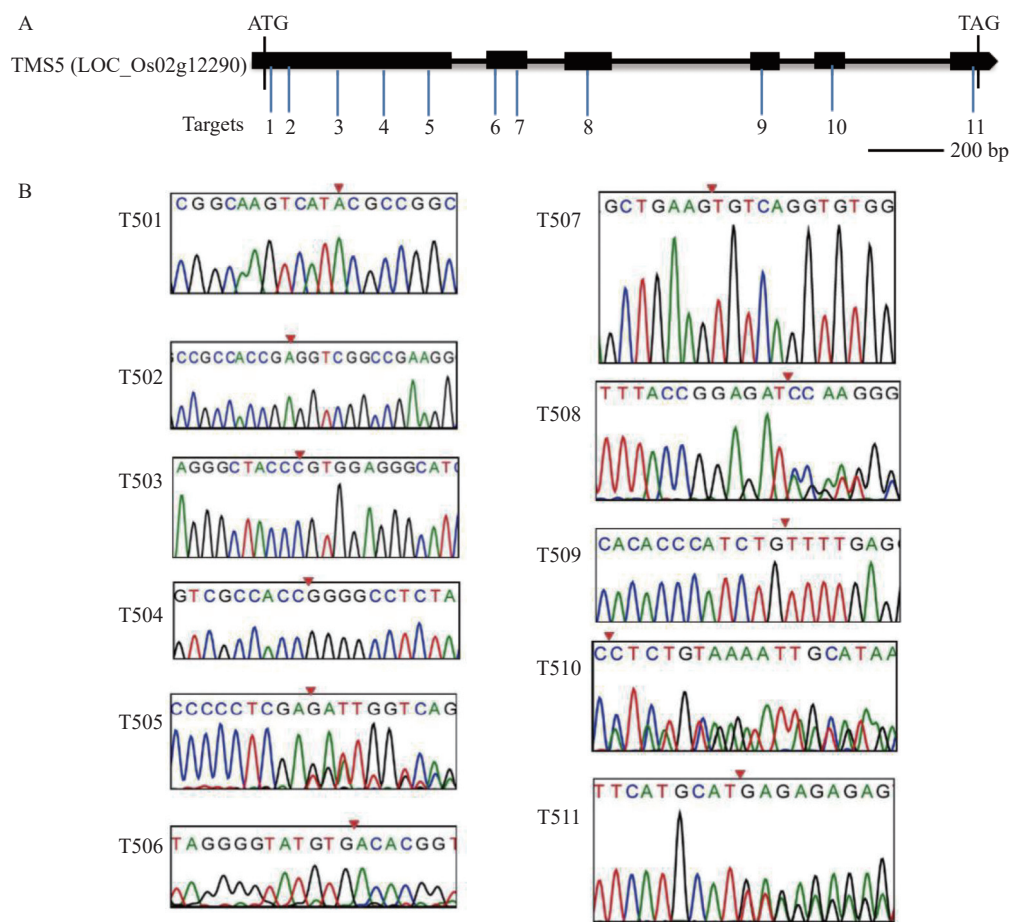 A
ATG
TAG
TMS5 (LOC_Os02g12290)
Targets
1 2 3 4 5 6 7 8 9 10 11
200 bp
B
T501
CGGCAAGTCATACGCCGGC
T502
GCCGCCACCGAGGTCGGCCGAAGG
T503
AGGGCTACCCGTGGAGGGCATC
T504
GTCGCCACCGGGGCCTCTA
T505
CCCCCTCGAGATTGGTCAG
T506
TAGGGGTATGTGACACGGT
T507
GCTGAAGTGTCAGGTGTGG
T508
TTTACCGGAGATCCAAGGG
T509
CACACCCATCTGTTTTGAG
T510
CCTCTGTAAAATTGCATAA
T511
TTCATGCATGAGAGAGAG